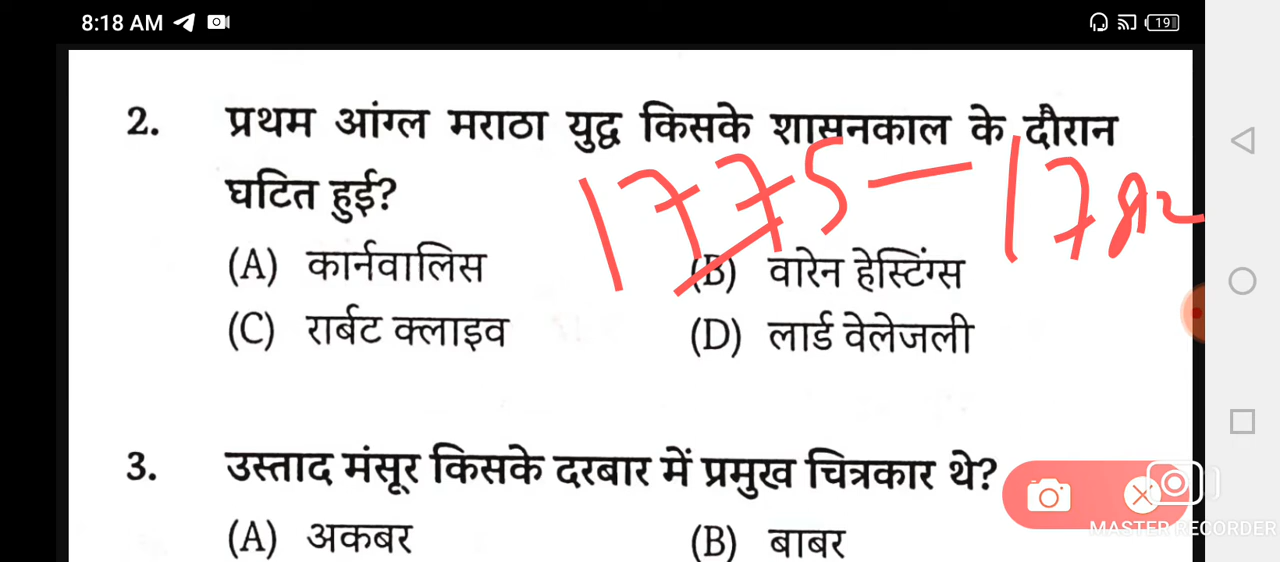 8:18 AM 19
2. प्रथम आंग्ल मराठा युद्ध किसके शासनकाल के दौरान
घटित हुई?
1775 - 1782
(A) कार्नवालिस (B) वारेन हेस्टिंग्स
(C) रार्बट क्लाइव (D) लार्ड वेलेजली
3. उस्ताद मंसूर किसके दरबार में प्रमुख चित्रकार थे?
(A) अकबर (B) बाबर
MASTER RECORDER